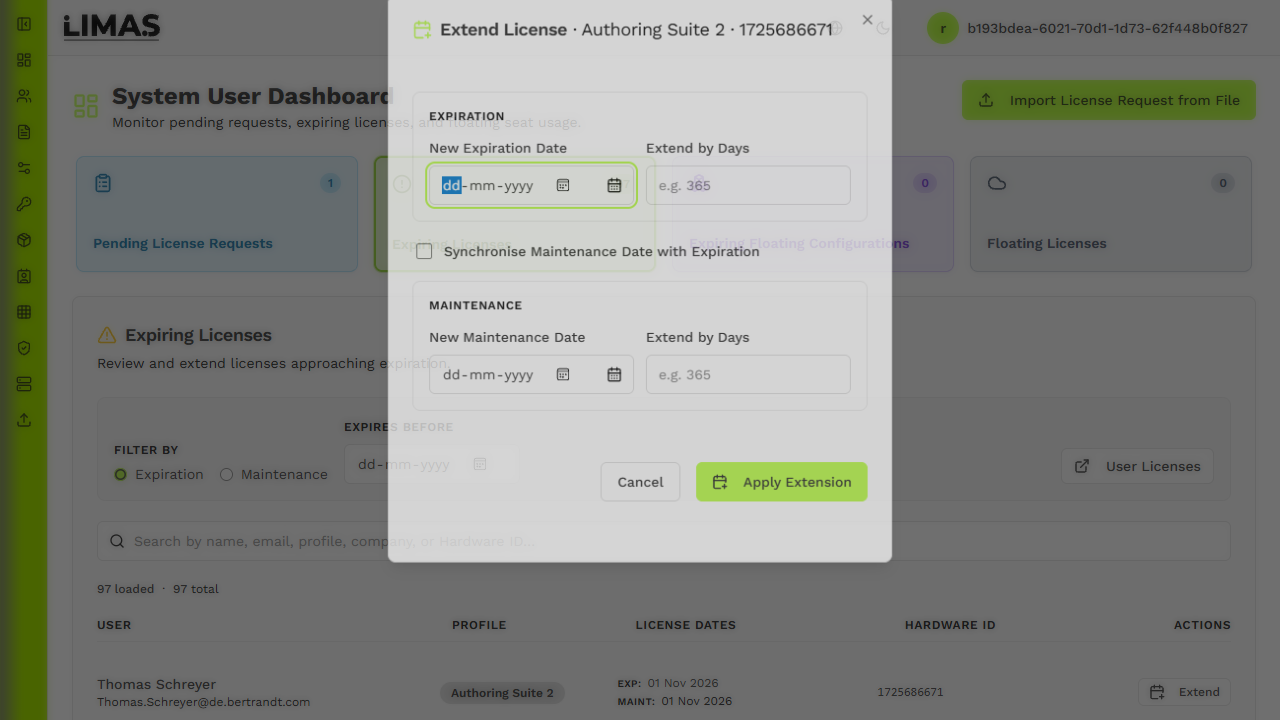 LIMAS
Extend License · Authoring Suite 2 · 1725686671
r
b193bdea-6021-70d1-1d73-62f448b0f827
System User Dashboard
Monitor pending requests, expiring licenses, and floating seat usage.
Import License Request from File
EXPIRATION
New Expiration Date
Extend by Days
dd-mm-yyyy
e.g. 365
1
Pending License Requests
Expiring Licenses
0
Expiring Floating Configurations
0
Floating Licenses
Synchronise Maintenance Date with Expiration
MAINTENANCE
New Maintenance Date
Extend by Days
dd-mm-yyyy
e.g. 365
Cancel
Apply Extension
Expiring Licenses
Review and extend licenses approaching expiration.
FILTER BY
Expiration
Maintenance
EXPIRES BEFORE
dd-mm-yyyy
User Licenses
Search by name, email, profile, company, or Hardware ID...
97 loaded · 97 total
USER
PROFILE
LICENSE DATES
HARDWARE ID
ACTIONS
Thomas Schreyer
Thomas.Schreyer@de.bertrandt.com
Authoring Suite 2
EXP: 01 Nov 2026
MAINT: 01 Nov 2026
1725686671
Extend